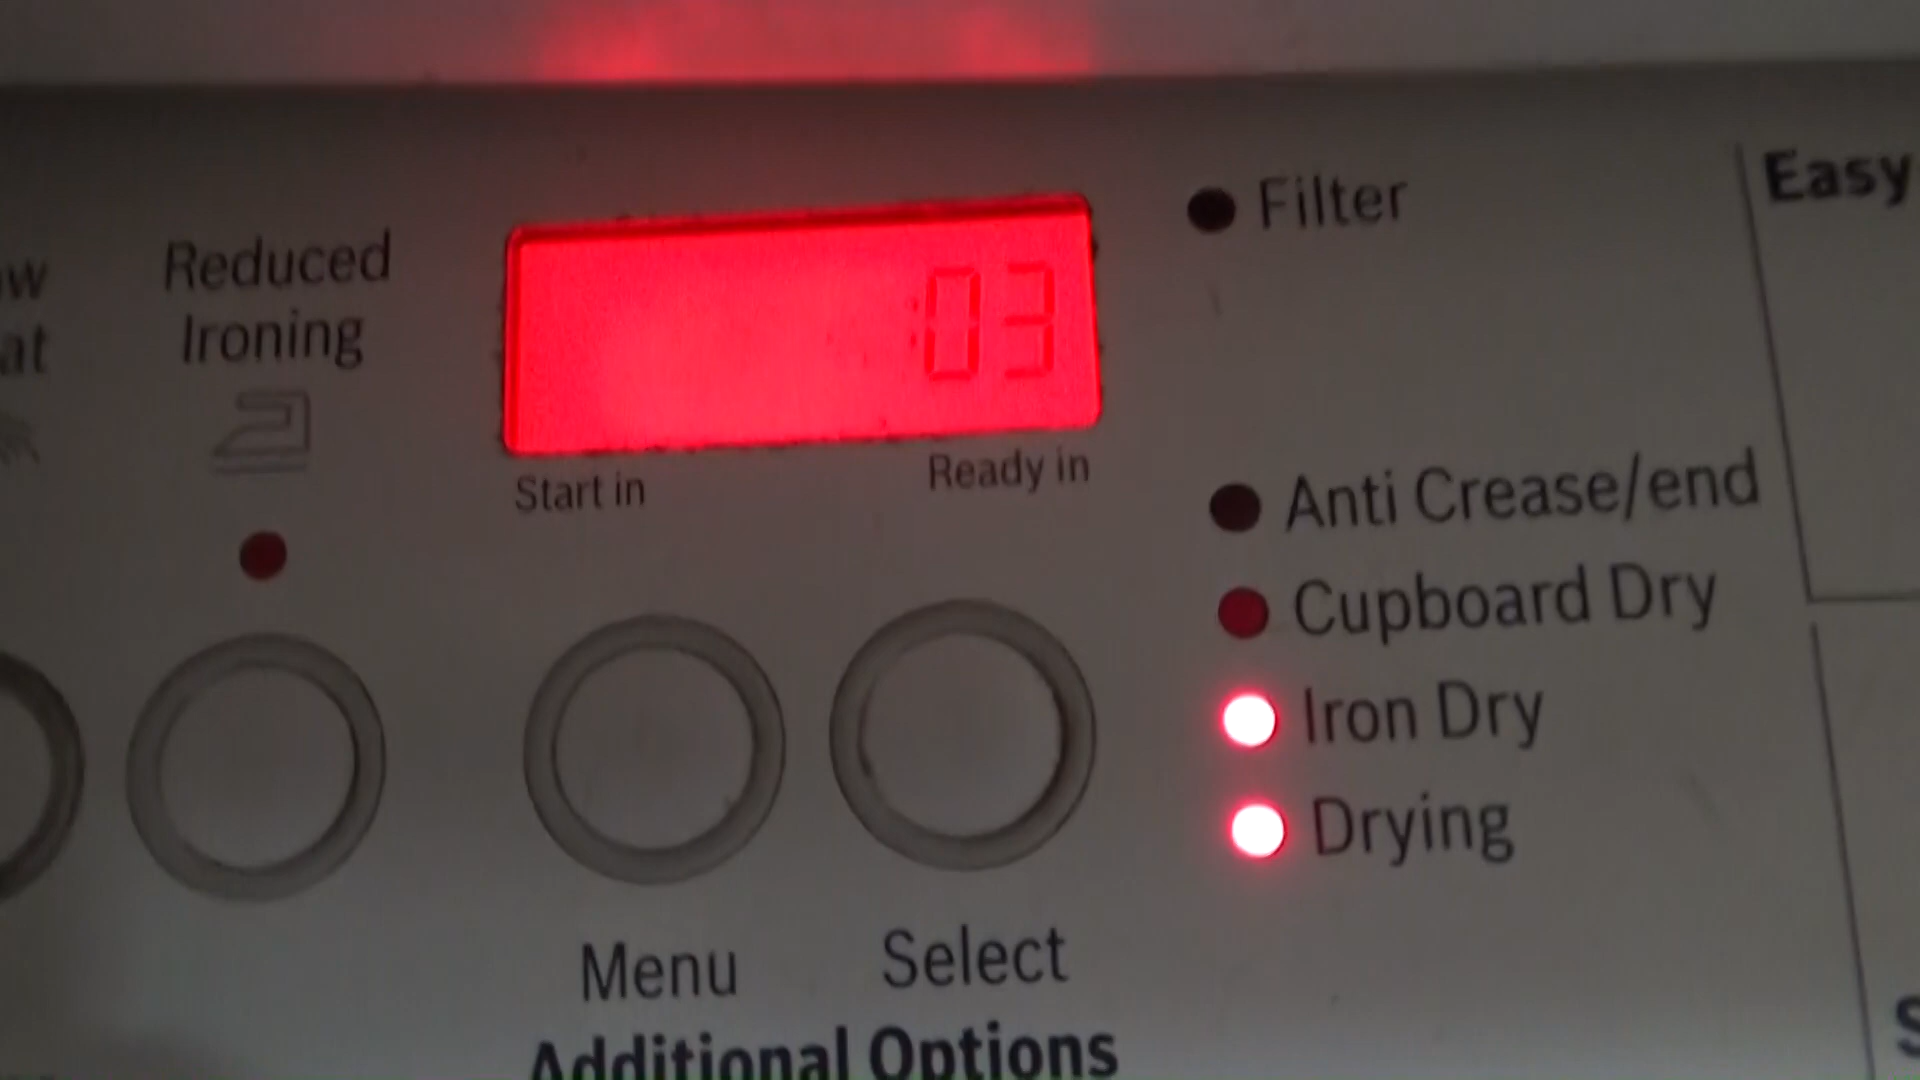 Easy
Filter
Reduced
Ironing
:03
Start in
Ready in
Anti Crease/end
Cupboard Dry
Iron Dry
Drying
Menu
Select
Additional Options